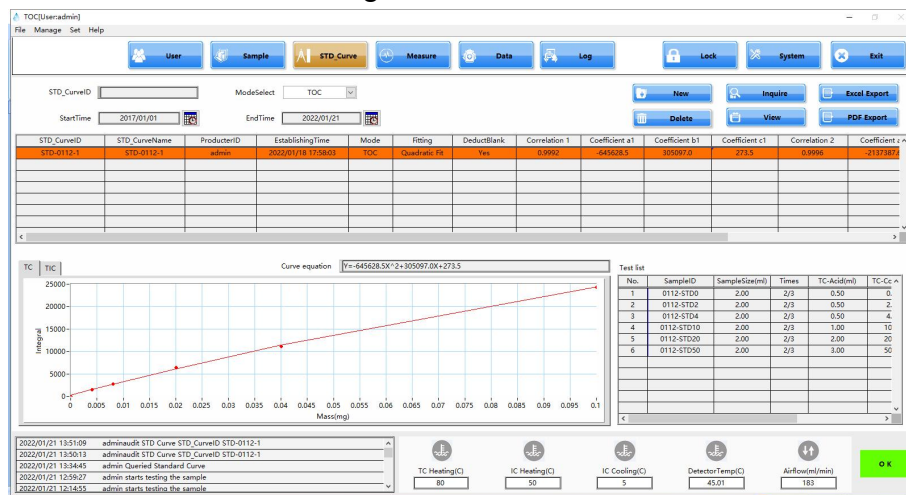 TOC[User:admin]
File Manage Set Help
User Sample STD_Curve Measure Data Log Lock System Exit
STD_CurveID ModeSelect TOC New Inquire Excel Export
StartTime 2017/01/01 EndTime 2022/01/21 Delete View PDF Export
STD_CurveID STD_CurveName ProducterID EstablishingTime Mode Fitting DeductBlank Correlation 1 Coefficient a1 Coefficient b1 Coefficient c1 Correlation 2 Coefficient
STD-0112-1 STD-0112-1 admin 2022/01/18 17:58:03 TOC Quadratic Fit Yes 0.9992 -645628.5 305097.0 273.5 0.9996 -2137387.
TC TIC Curve equation Y=-645628.5X^2+305097.0X+273.5
Test list
No. SampleID SampleSize(ml) Times TC-Acid(ml) TC-Cc
1 0112-STD0 2.00 2/3 0.50 0.
2 0112-STD2 2.00 2/3 0.50 2.
3 0112-STD4 2.00 2/3 0.50 4.
4 0112-STD10 2.00 2/3 1.00 10
5 0112-STD20 2.00 2/3 2.00 20
6 0112-STD50 2.00 2/3 3.00 50
25000
20000
15000
10000
5000
0
Integral
0 0.005 0.01 0.015 0.02 0.025 0.03 0.035 0.04 0.045 0.05 0.055 0.06 0.065 0.07 0.075 0.08 0.085 0.09 0.095 0.1
Mass(mg)
2022/01/21 13:51:09 adminaudit STD Curve STD_CurveID STD-0112-1
2022/01/21 13:50:13 adminaudit STD Curve STD_CurveID STD-0112-1
2022/01/21 13:34:45 admin Queried Standard Curve
2022/01/21 12:59:27 admin starts testing the sample
2022/01/21 12:14:55 admin starts testing the sample
TC Heating(C) IC Heating(C) IC Cooling(C) DetectorTemp(C) Airflow(ml/min)
80 50 5 45.01 183
OK